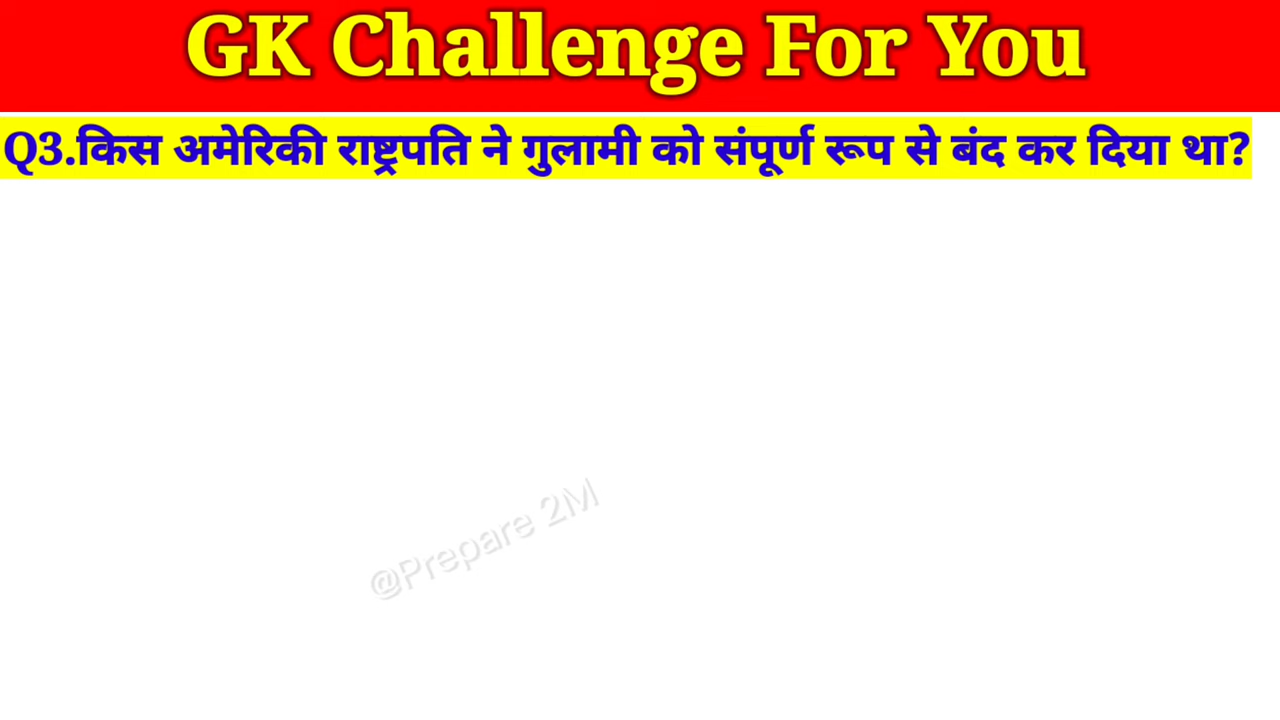 GK Challenge For You
Q3.किस अमेरिकी राष्ट्रपति ने गुलामी को संपूर्ण रूप से बंद कर दिया था?
@Prepare 2M